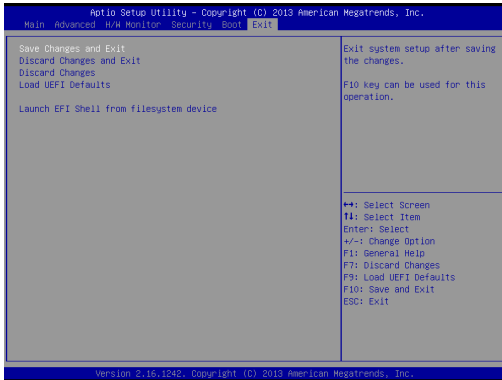 Aptio Setup Utility - Copyright (C) 2013 American Megatrends, Inc.
Main Advanced H/W Monitor Security Boot Exit
Save Changes and Exit
Discard Changes and Exit
Discard Changes
Load UEFI Defaults
Launch EFI Shell from filesystem device
Exit system setup after saving
the changes.
F10 key can be used for this
operation.
↔: Select Screen
↑↓: Select Item
Enter: Select
+/-: Change Option
F1: General Help
F7: Discard Changes
F9: Load UEFI Defaults
F10: Save and Exit
ESC: Exit
Version 2.16.1242. Copyright (C) 2013 American Megatrends, Inc.